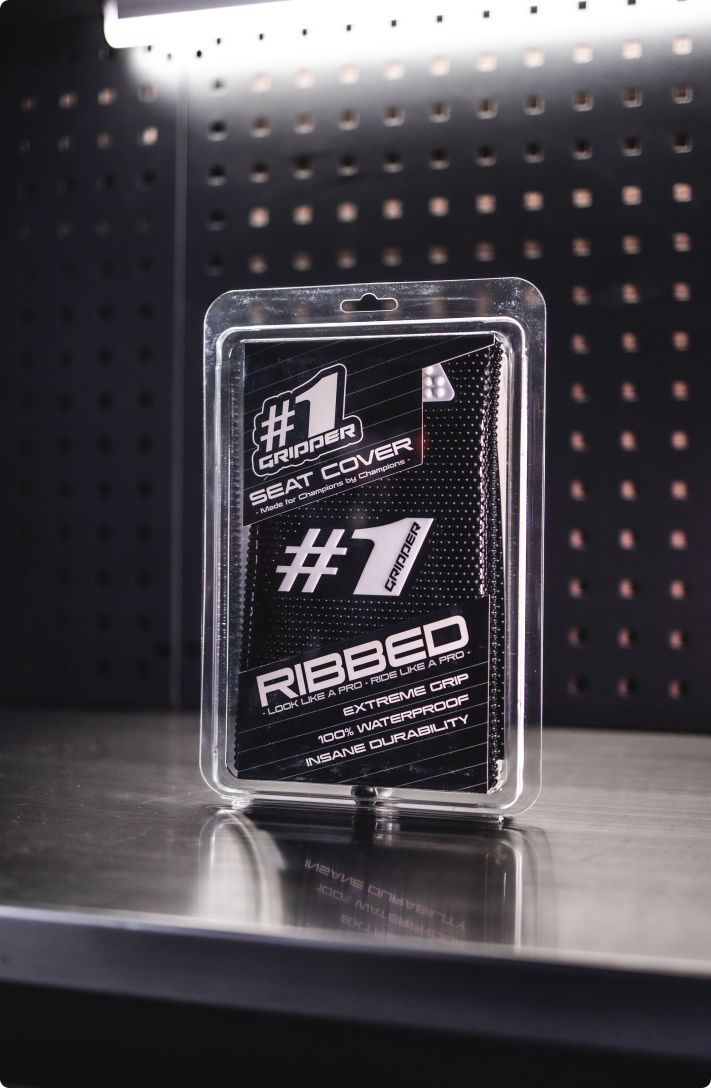 #1
GRIPPER
SEAT COVER
- Made for Champions by Champions -
#1 GRIPPER
RIBBED
- LOOK LIKE A PRO - RIDE LIKE A PRO -
EXTREME GRIP
100% WATERPROOF
INSANE DURABILITY